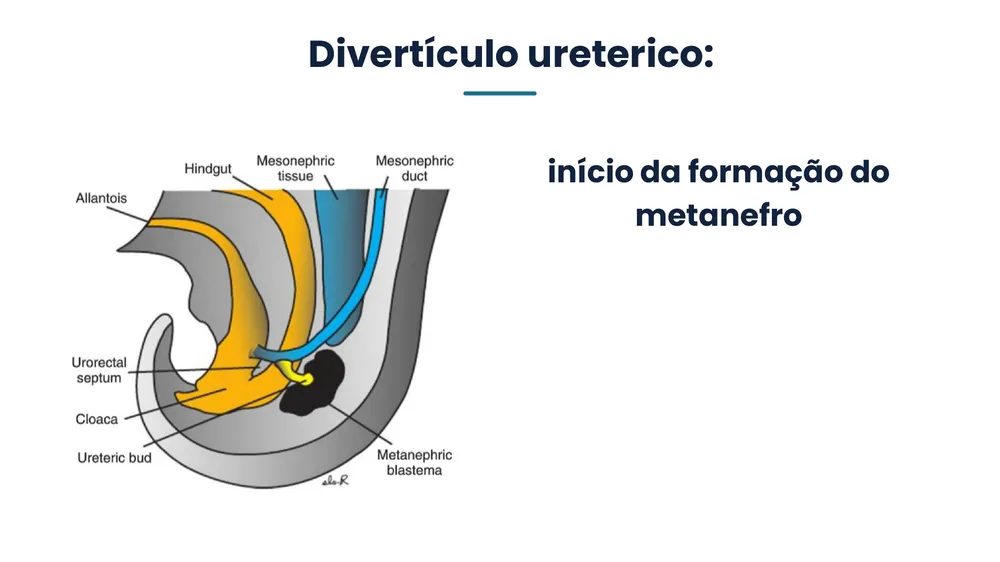 Divertículo ureterico:
início da formação do
metanefro
Allantois
Hindgut
Mesonephric
tissue
Mesonephric
duct
Urorectal
septum
Cloaca
Ureteric bud
Metanephric
blastema